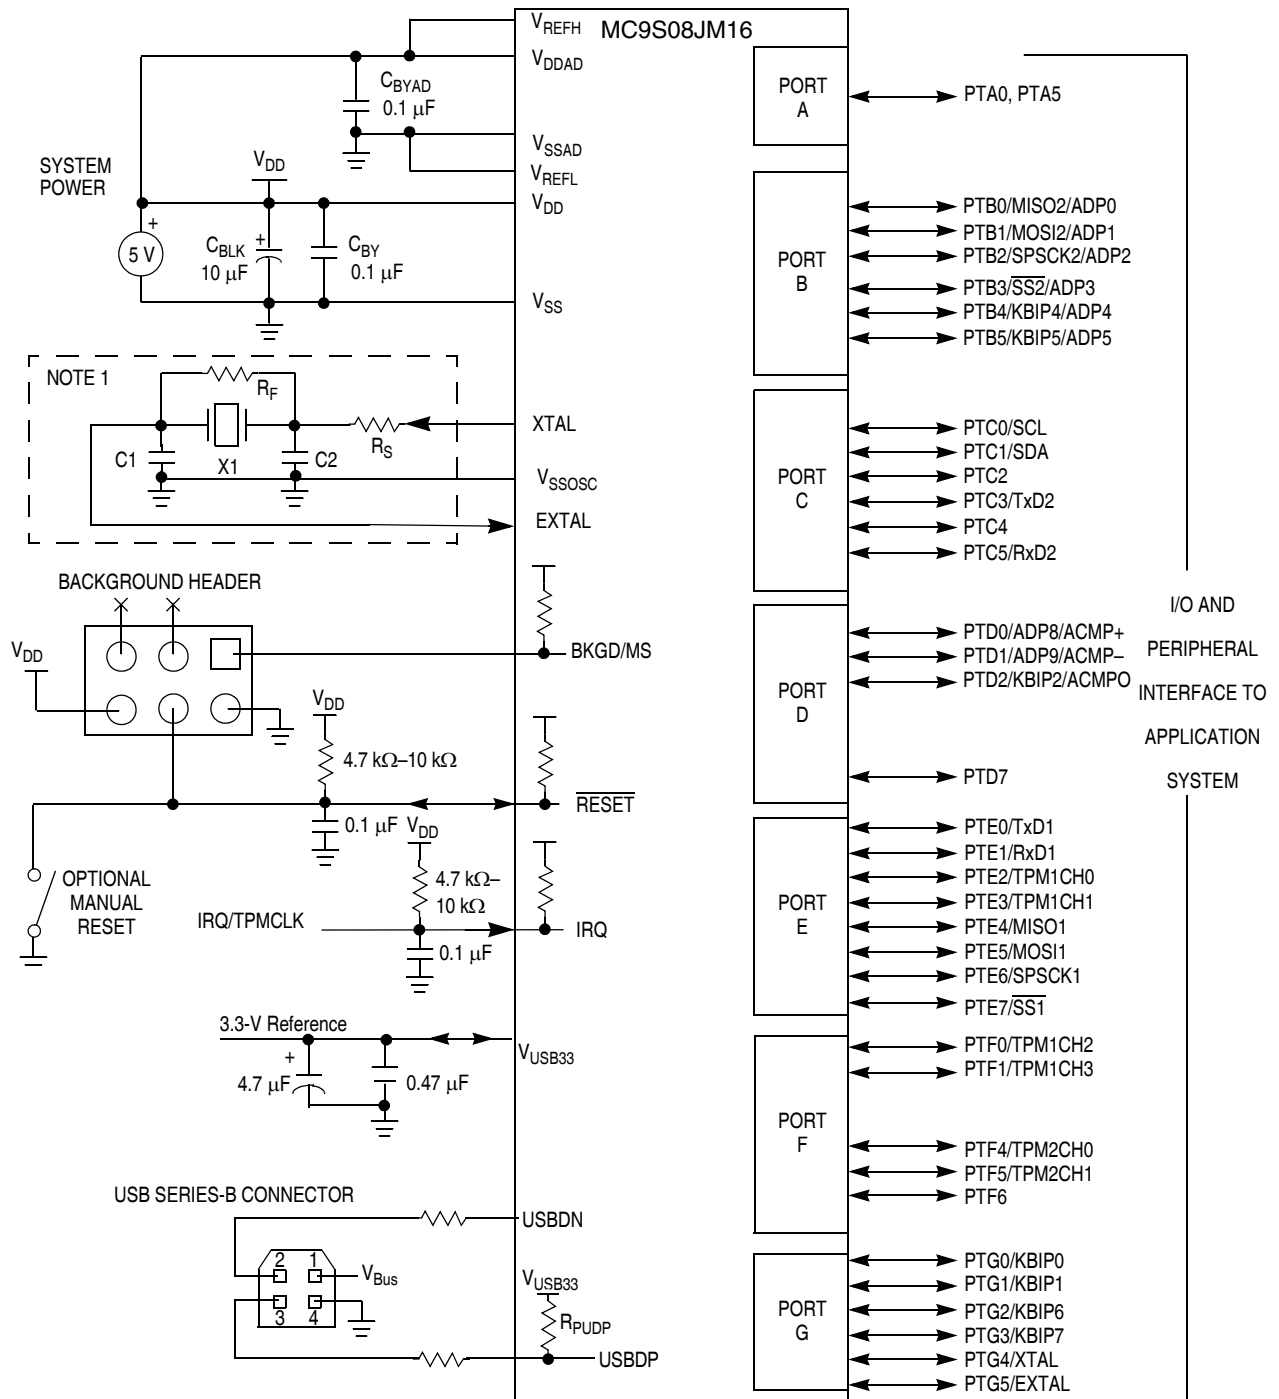 MC9S08JM16
VREFH
VDDAD
CBYAD
0.1 µF
VSSAD
VREFL
VDD
SYSTEM
POWER
VDD
+
5 V
CBLK
+
10 µF
CBY
0.1 µF
VSS
NOTE 1
RF
C1
X1
C2
RS
XTAL
VSSOSC
EXTAL
BACKGROUND HEADER
VDD
BKGD/MS
VDD
4.7 kΩ–10 kΩ
RESET
0.1 µF
VDD
OPTIONAL
MANUAL
RESET
4.7 kΩ–
10 kΩ
IRQ/TPMCLK
IRQ
0.1 µF
3.3-V Reference
VUSB33
+
4.7 µF
0.47 µF
USB SERIES-B CONNECTOR
USBDN
2 1
VBus
3 4
VUSB33
RPUDP
USBDP
PORT
A
PTA0, PTA5
PORT
B
PTB0/MISO2/ADP0
PTB1/MOSI2/ADP1
PTB2/SPSCK2/ADP2
PTB3/SS2/ADP3
PTB4/KBIP4/ADP4
PTB5/KBIP5/ADP5
PORT
C
PTC0/SCL
PTC1/SDA
PTC2
PTC3/TxD2
PTC4
PTC5/RxD2
PORT
D
PTD0/ADP8/ACMP+
PTD1/ADP9/ACMP–
PTD2/KBIP2/ACMPO
PTD7
PORT
E
PTE0/TxD1
PTE1/RxD1
PTE2/TPM1CH0
PTE3/TPM1CH1
PTE4/MISO1
PTE5/MOSI1
PTE6/SPSCK1
PTE7/SS1
PORT
F
PTF0/TPM1CH2
PTF1/TPM1CH3
PTF4/TPM2CH0
PTF5/TPM2CH1
PTF6
PORT
G
PTG0/KBIP0
PTG1/KBIP1
PTG2/KBIP6
PTG3/KBIP7
PTG4/XTAL
PTG5/EXTAL
I/O AND
PERIPHERAL
INTERFACE TO
APPLICATION
SYSTEM